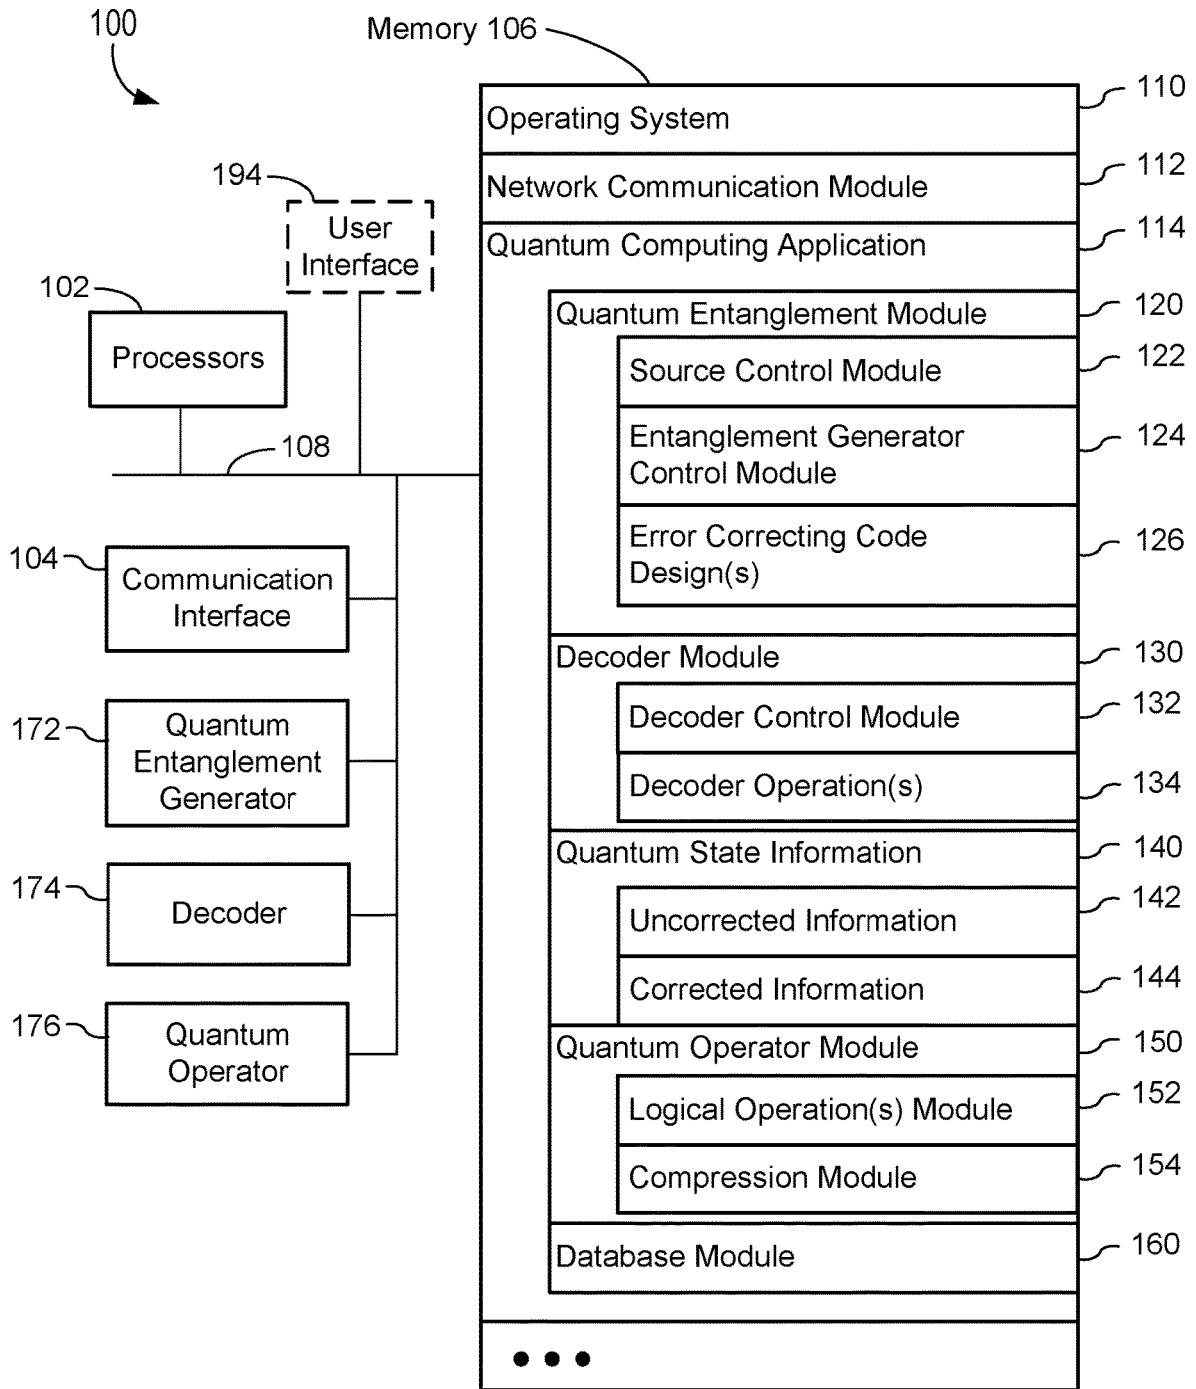 100
Memory 106
110
Operating System
112
Network Communication Module
194
User
Interface
114
Quantum Computing Application
102
Processors
120
Quantum Entanglement Module
122
Source Control Module
124
Entanglement Generator
Control Module
108
126
Error Correcting Code
Design(s)
104
Communication
Interface
130
Decoder Module
132
Decoder Control Module
172
Quantum
Entanglement
Generator
134
Decoder Operation(s)
140
Quantum State Information
174
Decoder
142
Uncorrected Information
144
Corrected Information
176
Quantum
Operator
150
Quantum Operator Module
152
Logical Operation(s) Module
154
Compression Module
160
Database Module
• • •